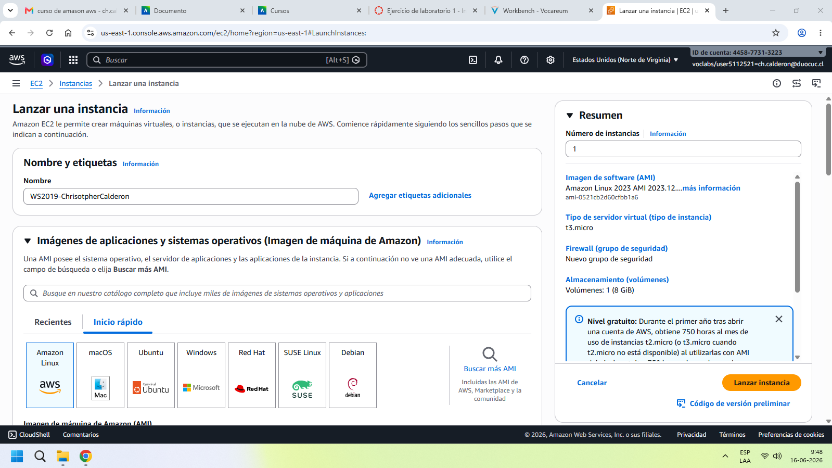 curso de amazon aws - ch.zac
Documento
Cursos
Ejercicio de laboratorio 1 - In
Workbench - Vocareum
Lanzar una instancia | EC2 | us
us-east-1.console.aws.amazon.com/ec2/home?region=us-east-1#LaunchInstances:
aws
Buscar
[Alt+S]
Estados Unidos (Norte de Virginia)
ID de cuenta: 4458-7731-3223
voclabs/user5112521=ch.calderon@duocuc.cl
EC2
Instancias
Lanzar una instancia
Lanzar una instancia
Información
Amazon EC2 le permite crear máquinas virtuales, o instancias, que se ejecutan en la nube de AWS. Comience rápidamente siguiendo los sencillos pasos que se
indican a continuación.
Nombre y etiquetas
Información
Nombre
WS2019-ChrisotpherCalderon
Agregar etiquetas adicionales
Imágenes de aplicaciones y sistemas operativos (Imagen de máquina de Amazon)
Información
Una AMI posee el sistema operativo, el servidor de aplicaciones y las aplicaciones de la instancia. Si a continuación no ve una AMI adecuada, utilice el
campo de búsqueda o elija Buscar más AMI.
Busque en nuestro catálogo completo que incluye miles de imágenes de sistemas operativos y aplicaciones
Recientes
Inicio rápido
Amazon
Linux
aws
macOS
Mac
Ubuntu
ubuntu
Windows
Microsoft
Red Hat
RedHat
SUSE Linux
SUSE
Debian
debian
Buscar más AMI
Incluidas las AMI de
AWS, Marketplace y la
comunidad
Imagen de máquina de Amazon (AMI)
Resumen
Número de instancias
Información
1
Imagen de software (AMI)
Amazon Linux 2023 AMI 2023.12....más información
ami-0521cb2d60cfbb1a6
Tipo de servidor virtual (tipo de instancia)
t3.micro
Firewall (grupo de seguridad)
Nuevo grupo de seguridad
Almacenamiento (volúmenes)
Volúmenes: 1 (8 GiB)
Nivel gratuito: Durante el primer año tras abrir
una cuenta de AWS, obtiene 750 horas al mes de
uso de instancias t2.micro (o t3.micro cuando
t2.micro no está disponible) al utilizarlas con AMI
Cancelar
Lanzar instancia
Código de versión preliminar
CloudShell
Comentarios
© 2026, Amazon Web Services, Inc. o sus filiales.
Privacidad
Términos
Preferencias de cookies
ESP
LAA
9:48
16-06-2026